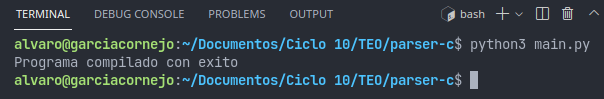 TERMINAL DEBUG CONSOLE PROBLEMS OUTPUT bash
alvaro@garciacornejo:~/Documentos/Ciclo 10/TEO/parser-c$ python3 main.py
Programa compilado con exito
alvaro@garciacornejo:~/Documentos/Ciclo 10/TEO/parser-c$